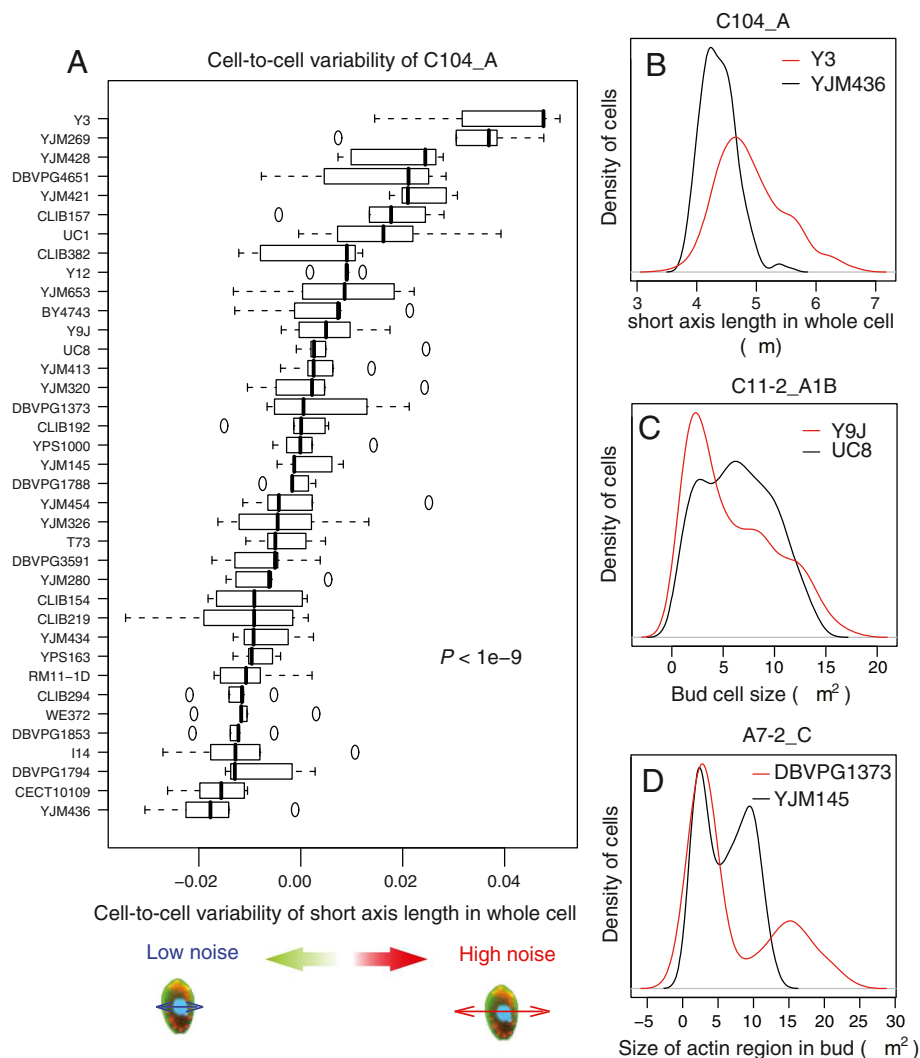 A
Cell-to-cell variability of C104_A
Y3
YJM269
YJM428
DBVPG4651
YJM421
CLIB157
UC1
CLIB382
Y12
YJM653
BY4743
Y9J
UC8
YJM413
YJM320
DBVPG1373
CLIB192
YPS1000
YJM145
DBVPG1788
YJM454
YJM326
T73
DBVPG3591
YJM280
CLIB154
CLIB219
YJM434
YPS163
RM11−1D
CLIB294
WE372
DBVPG1853
I14
DBVPG1794
CECT10109
YJM436
P < 1e−9
−0.02 0.00 0.02 0.04
Cell-to-cell variability of short axis length in whole cell
Low noise
High noise
C104_A
B
Y3
YJM436
Density of cells
3 4 5 6 7
short axis length in whole cell
( m)
C11-2_A1B
C
Y9J
UC8
Density of cells
0 5 10 15 20
Bud cell size ( m²)
A7-2_C
D
DBVPG1373
YJM145
Density of cells
−5 0 5 10 15 20 25 30
Size of actin region in bud ( m²)